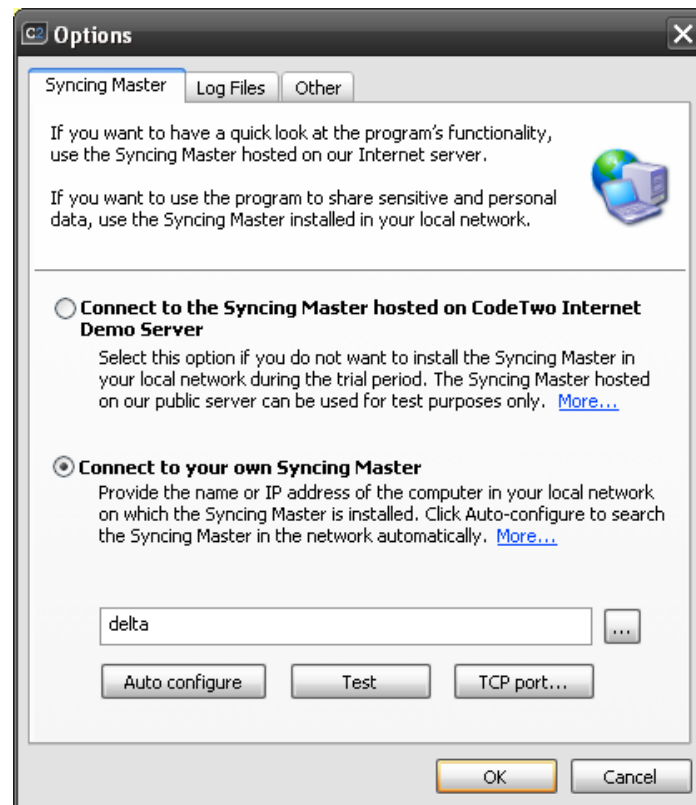 C2 Options
Syncing Master Log Files Other
If you want to have a quick look at the program's functionality,
use the Syncing Master hosted on our Internet server.
If you want to use the program to share sensitive and personal
data, use the Syncing Master installed in your local network.
Connect to the Syncing Master hosted on CodeTwo Internet
Demo Server
Select this option if you do not want to install the Syncing Master in
your local network during the trial period. The Syncing Master hosted
on our public server can be used for test purposes only. More...
Connect to your own Syncing Master
Provide the name or IP address of the computer in your local network
on which the Syncing Master is installed. Click Auto-configure to search
the Syncing Master in the network automatically. More...
delta ...
Auto configure Test TCP port...
OK Cancel